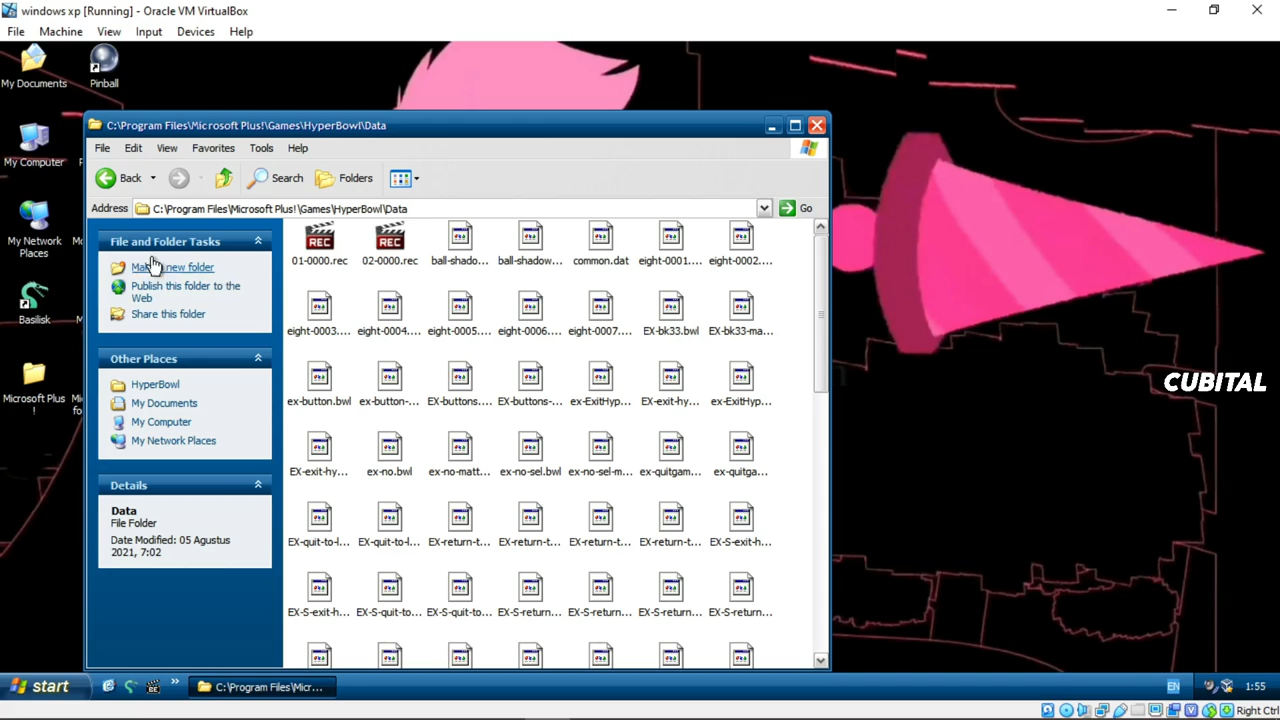 windows xp [Running] - Oracle VM VirtualBox
File Machine View Input Devices Help
My Documents
Pinball
My Computer
My Network
Places
Basilisk
Microsoft Plus
!
C:\Program Files\Microsoft Plus!\Games\HyperBowl\Data
File Edit View Favorites Tools Help
Back Search Folders
Address C:\Program Files\Microsoft Plus!\Games\HyperBowl\Data Go
File and Folder Tasks
new folder
Publish this folder to the
Web
Share this folder
Other Places
HyperBowl
My Documents
My Computer
My Network Places
Details
Data
File Folder
Date Modified: 05 Agustus
2021, 7:02
REC REC
01-0000.rec 02-0000.rec ball-shado... ball-shadow... common.dat eight-0001.... eight-0002....
eight-0003.... eight-0004.... eight-0005.... eight-0006.... eight-0007.... EX-bk33.bwl EX-bk33-ma...
ex-button.bwl ex-button-... EX-buttons.... EX-buttons-... ex-ExitHyp... EX-exit-hy... ex-ExitHyp...
EX-exit-hy... ex-no.bwl ex-no-matt... ex-no-sel.bwl ex-no-sel-m... ex-quitgam... ex-quitga...
EX-quit-to-l... EX-quit-to-l... EX-return-t... EX-return-t... EX-return-t... EX-return-t... EX-S-exit-h...
EX-S-exit-h... EX-S-quit-to... EX-S-quit-to... EX-S-return... EX-S-return... EX-S-return... EX-S-return...
CUBITAL
start
C:\Program Files\Micr...
EN
1:55
Right Ctrl